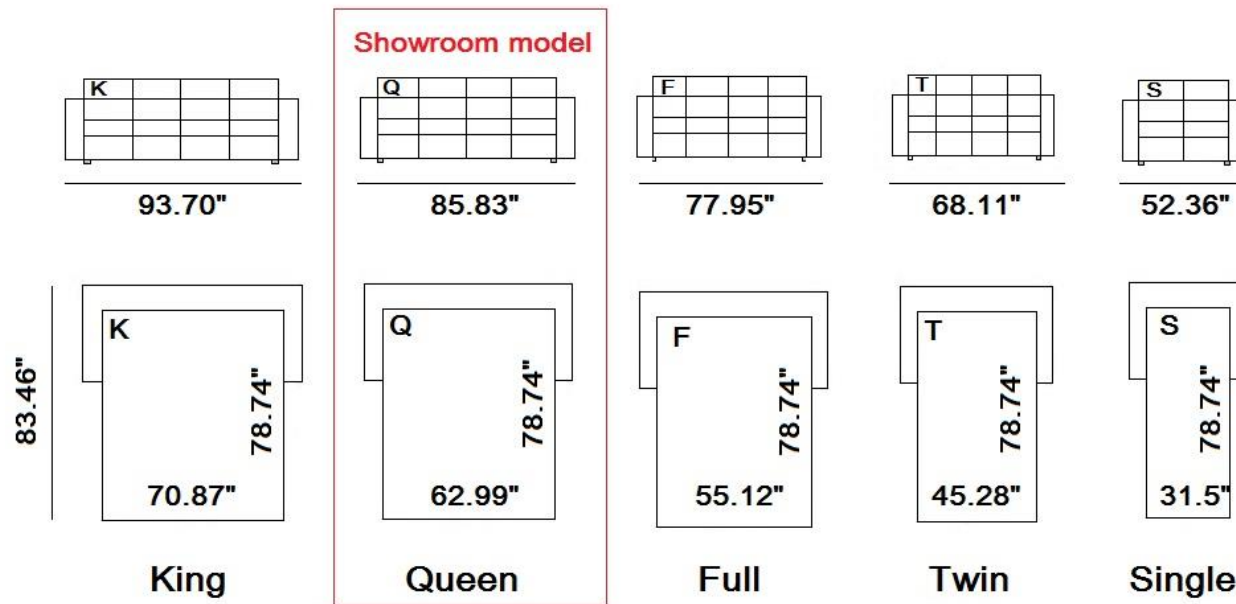 Showroom model
K
Q
F
T
S
93.70"
85.83"
77.95"
68.11"
52.36"
K
Q
F
T
S
83.46"
78.74"
78.74"
78.74"
78.74"
78.74"
70.87"
62.99"
55.12"
45.28"
31.5"
King
Queen
Full
Twin
Single